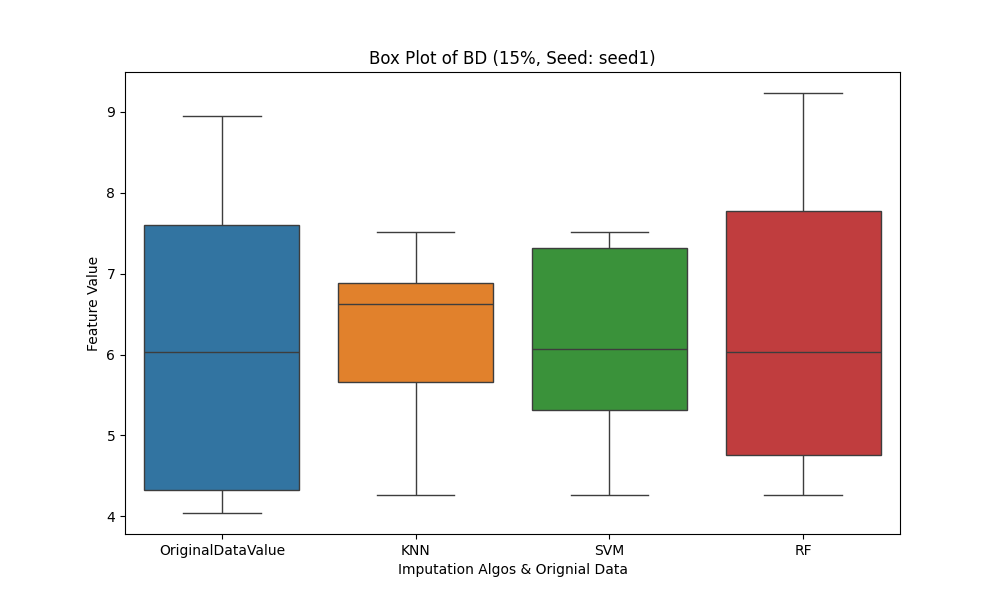 Box Plot of BD (15%, Seed: seed1)
9
8
7
6
5
4
Feature Value
OriginalDataValue
KNN
SVM
RF
Imputation Algos & Orignial Data